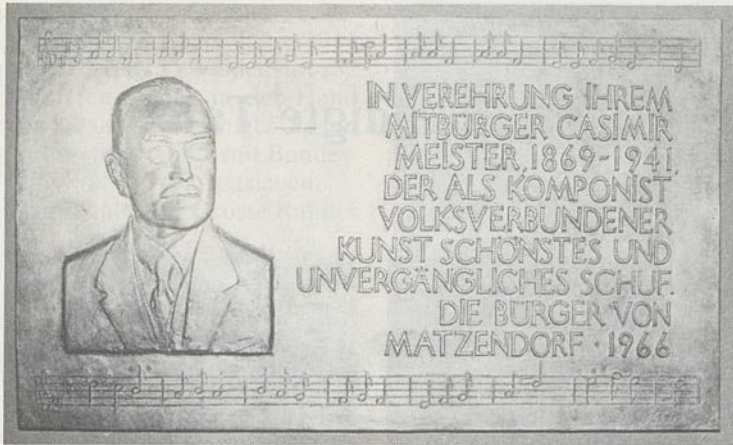 IN VEREHRUNG IHREM
MITBÜRGER CASIMIR
MEISTER, 1869-1941,
DER ALS KOMPONIST
VOLKSVERBUNDENER
KUNST SCHÖNSTES UND
UNVERGÄNGLICHES SCHUF.
DIE BÜRGER VON
MATZENDORF · 1966